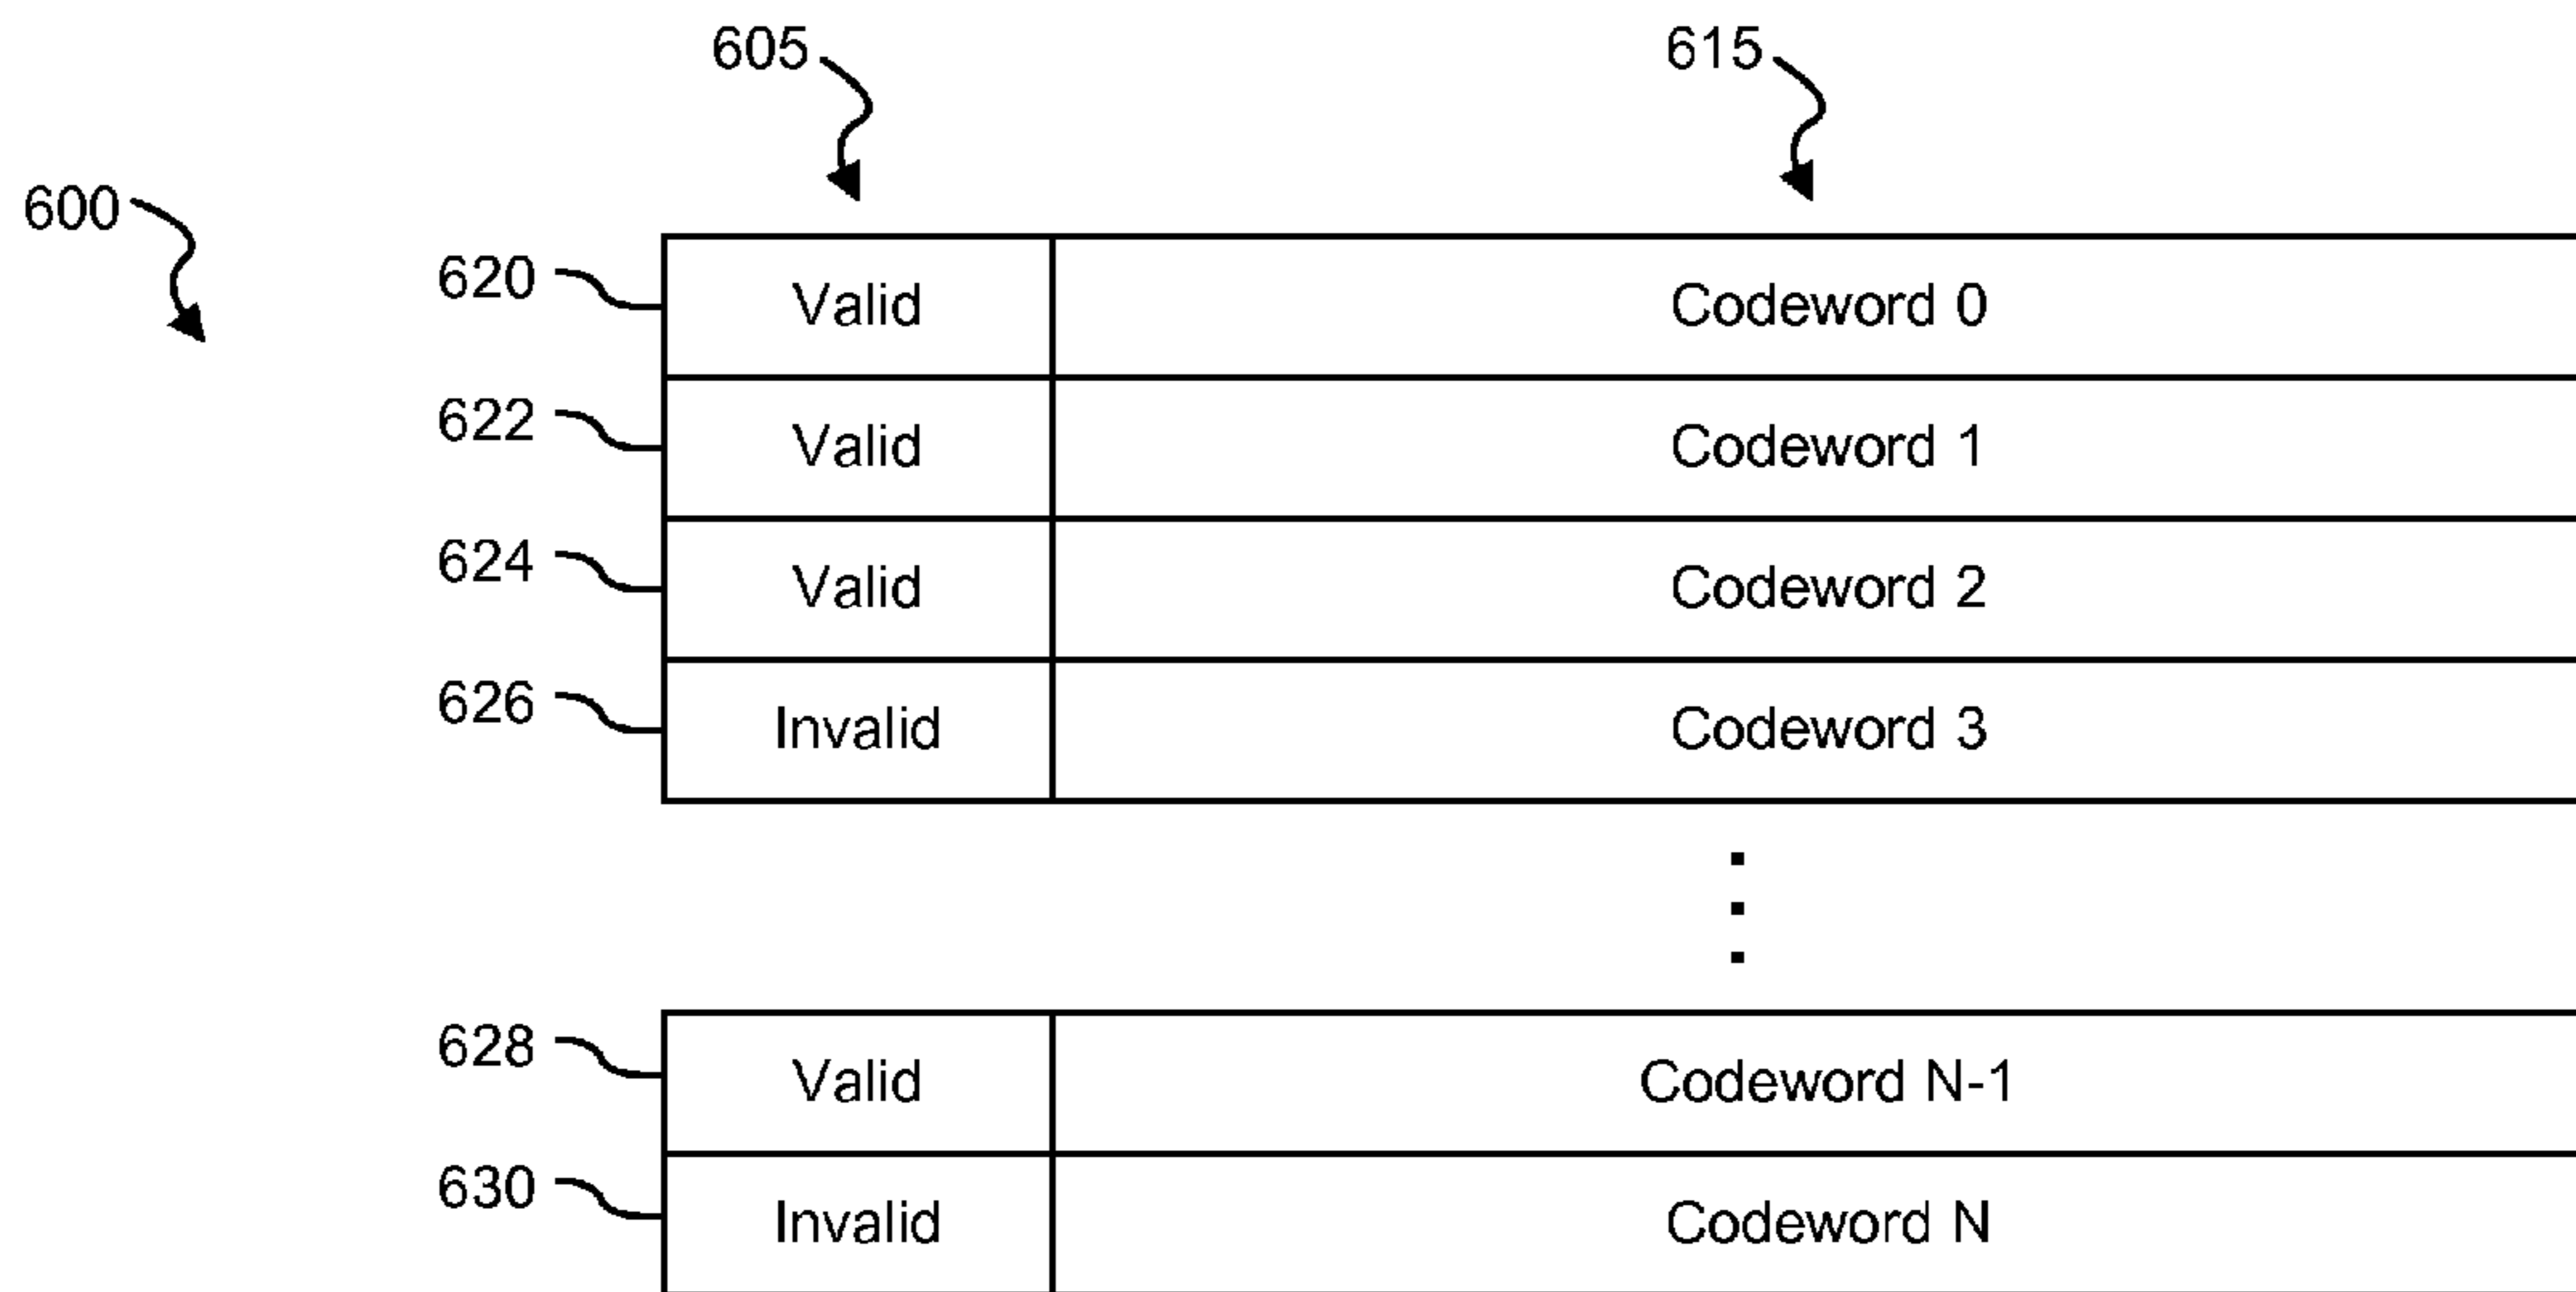 605
615
600
620 Valid Codeword 0
622 Valid Codeword 1
624 Valid Codeword 2
626 Invalid Codeword 3
628 Valid Codeword N-1
630 Invalid Codeword N